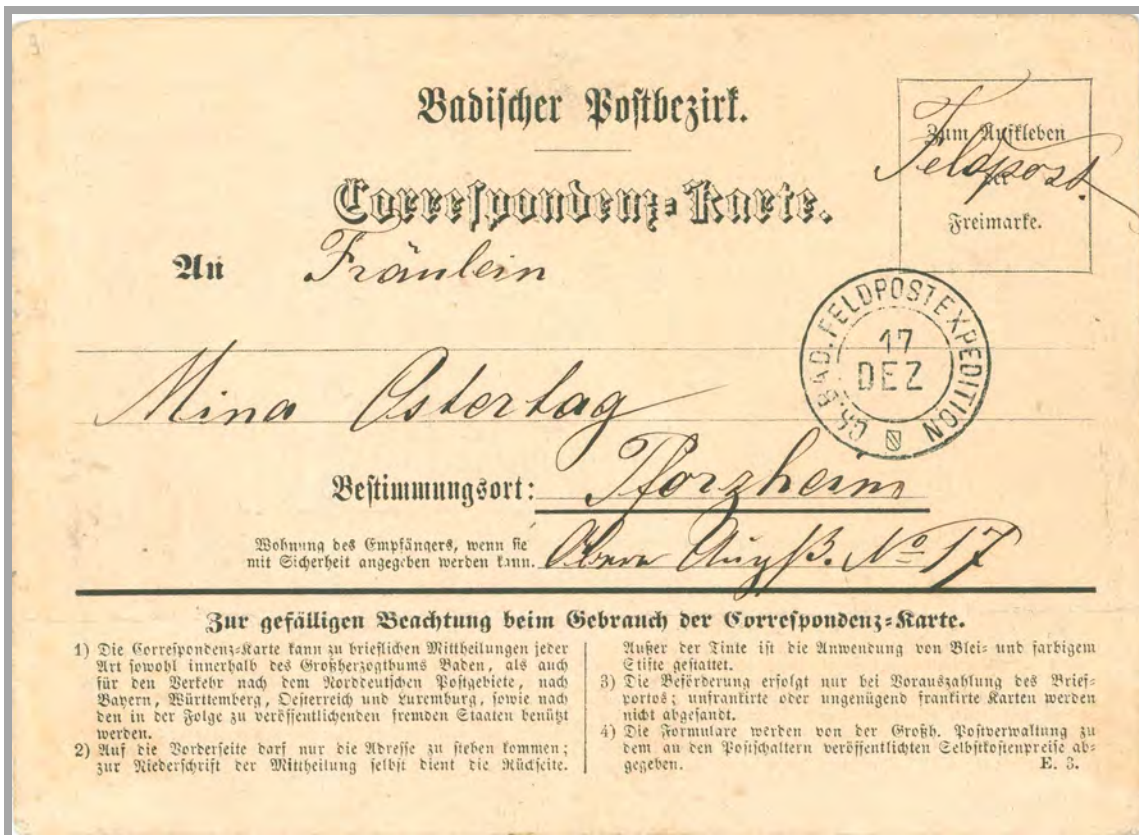 Badischer Postbezirk.
Correspondenz-Karte.
Zum Aufkleben
der
Freimarke.
Feldpost.
An Fräulein
GR. BAD. FELDPOSTEXPEDITION
17
DEZ
Mina Ostertag
Bestimmungsort: Pforzheim
Wohnung des Empfängers, wenn sie
mit Sicherheit angegeben werden kann. No 17
Zur gefälligen Beachtung beim Gebrauch der Correspondenz-Karte.
1) Die Correspondenz-Karte kann zu brieflichen Mittheilungen jeder
Art sowohl innerhalb des Großherzogthums Baden, als auch
für den Verkehr nach dem Norddeutschen Postgebiete, nach
Bayern, Württemberg, Oesterreich und Luxemburg, sowie nach
den in der Folge zu veröffentlichenden fremden Staaten benützt
werden.
2) Auf die Vorderseite darf nur die Adresse zu stehen kommen;
zur Niederschrift der Mittheilung selbst dient die Rückseite.
Außer der Tinte ist die Anwendung von Blei- und farbigem
Stifte gestattet.
3) Die Beförderung erfolgt nur bei Vorauszahlung des Brief-
portos; unfrankirte oder ungenügend frankirte Karten werden
nicht abgesandt.
4) Die Formulare werden von der Großh. Postverwaltung zu
dem an den Postschaltern veröffentlichten Selbstkostenpreise ab-
gegeben. E. 3.